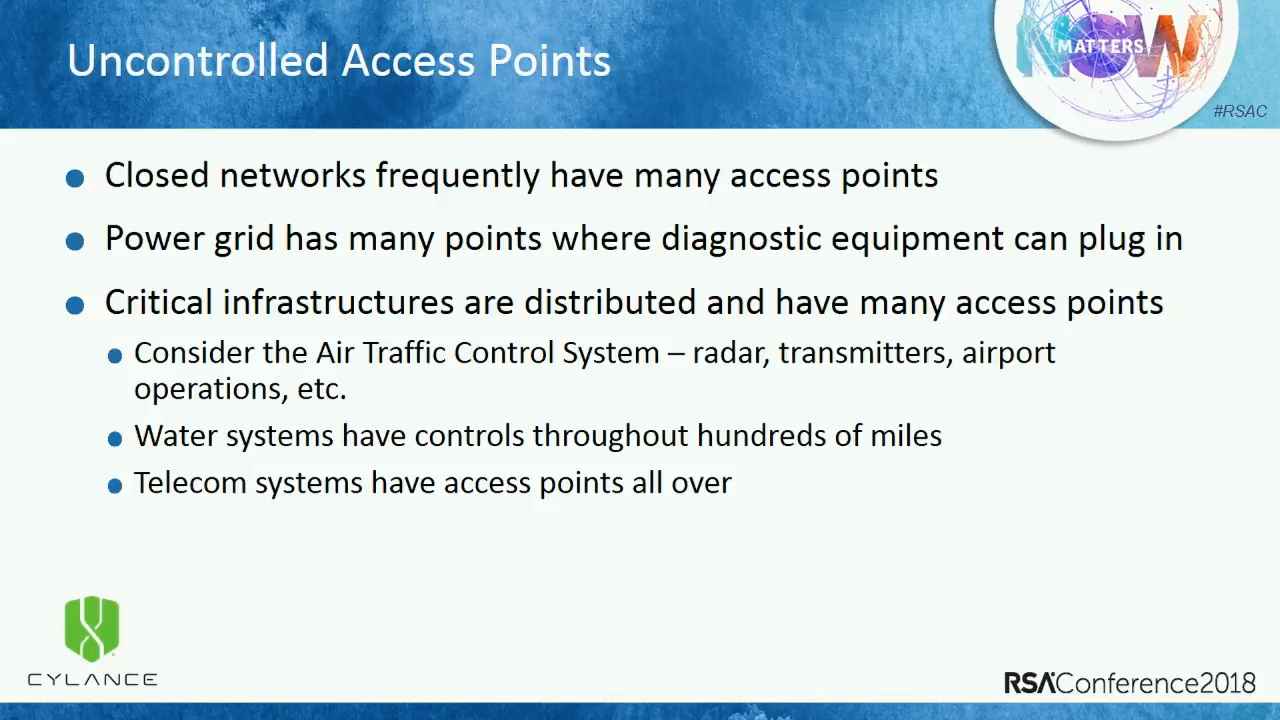 Uncontrolled Access Points
NOW
MATTERS
#RSAC
Closed networks frequently have many access points
Power grid has many points where diagnostic equipment can plug in
Critical infrastructures are distributed and have many access points
Consider the Air Traffic Control System – radar, transmitters, airport
operations, etc.
Water systems have controls throughout hundreds of miles
Telecom systems have access points all over
CYLANCE
RSAConference2018